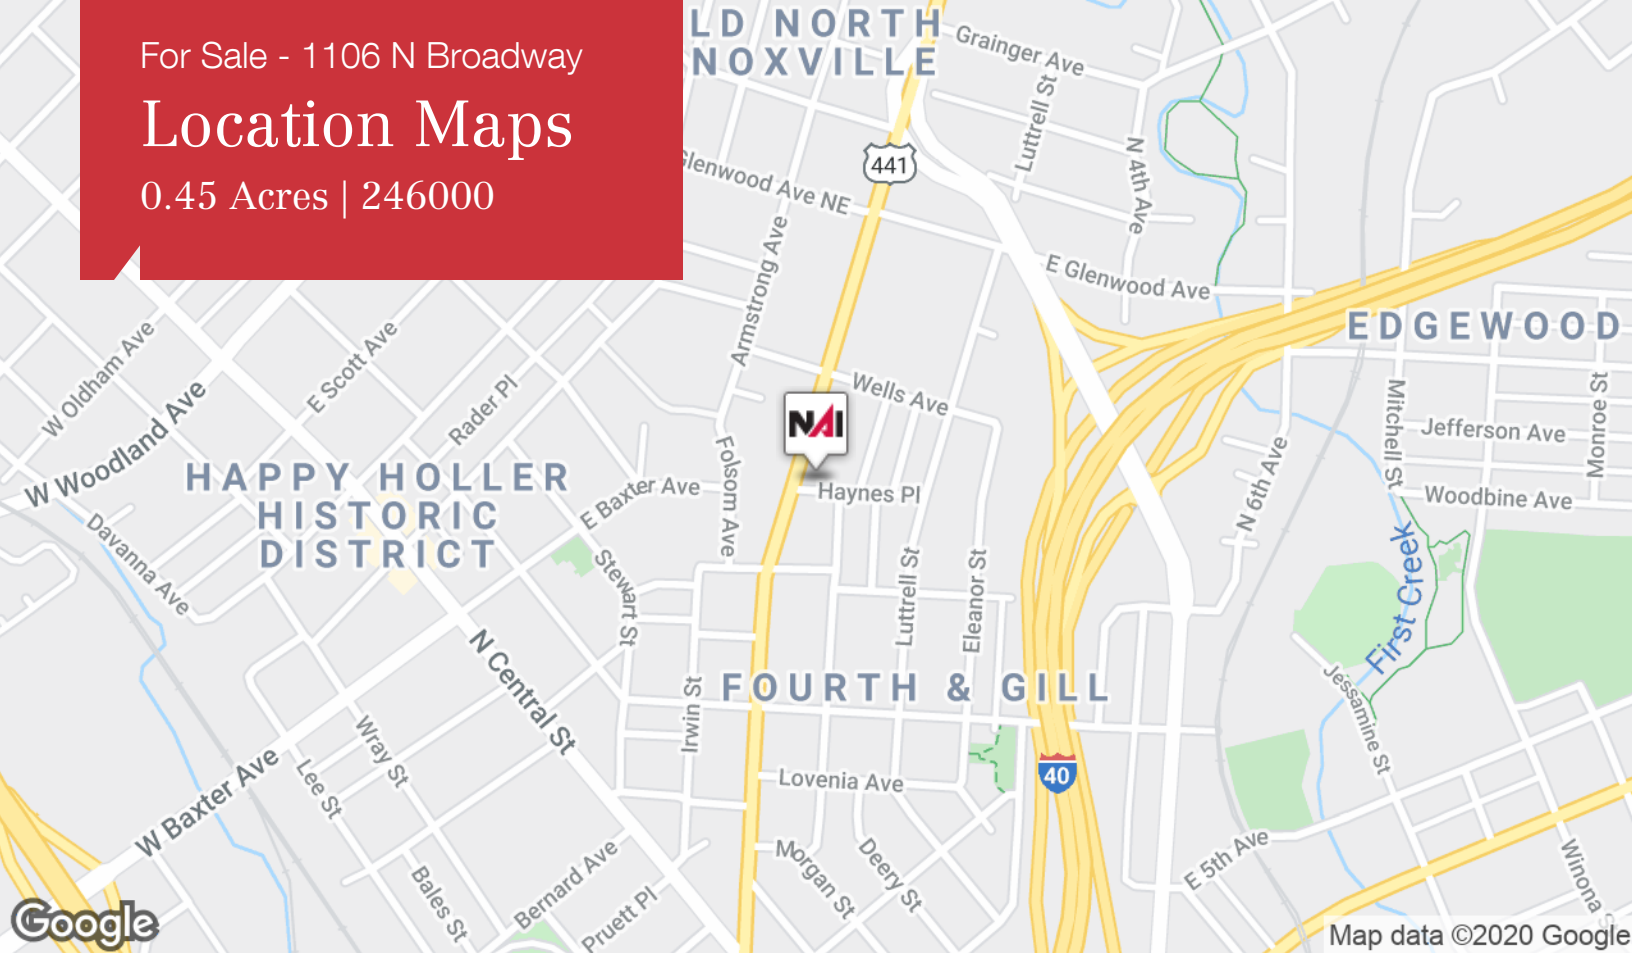 For Sale - 1106 N Broadway
Location Maps
0.45 Acres | 246000
LD NORTH
NOXVILLE
Grainger Ave
Luttrell St
N 4th Ave
441
Glenwood Ave NE
Armstrong Ave
E Glenwood Ave
EDGEWOOD
W Oldham Ave
E Scott Ave
Rader Pl
W Woodland Ave
Wells Ave
NAI
Mitchell St
Monroe St
Jefferson Ave
HAPPY HOLLER
HISTORIC
DISTRICT
Folsom Ave
E Baxter Ave
Haynes Pl
N 6th Ave
Woodbine Ave
Davanna Ave
Stewart St
Luttrell St
Eleanor St
First Creek
N Central St
FOURTH & GILL
Irwin St
Jessamine St
Wray St
Lee St
W Baxter Ave
Lovenia Ave
40
Bales St
Bernard Ave
Pruett Pl
Morgan St
Deery St
E 5th Ave
Winona S
Google
Map data ©2020 Google